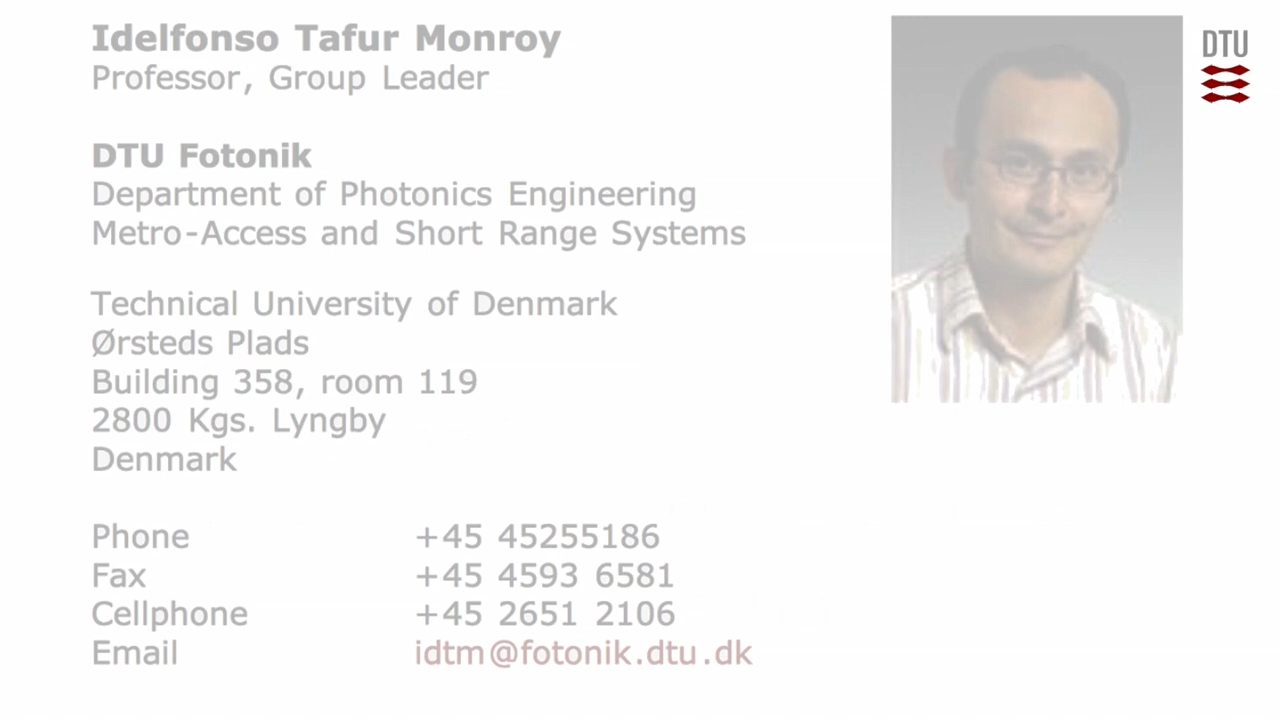 Idelfonso Tafur Monroy
Professor, Group Leader
DTU Fotonik
Department of Photonics Engineering
Metro-Access and Short Range Systems
Technical University of Denmark
Ørsteds Plads
Building 358, room 119
2800 Kgs. Lyngby
Denmark
Phone +45 45255186
Fax +45 4593 6581
Cellphone +45 2651 2106
Email idtm@fotonik.dtu.dk
DTU